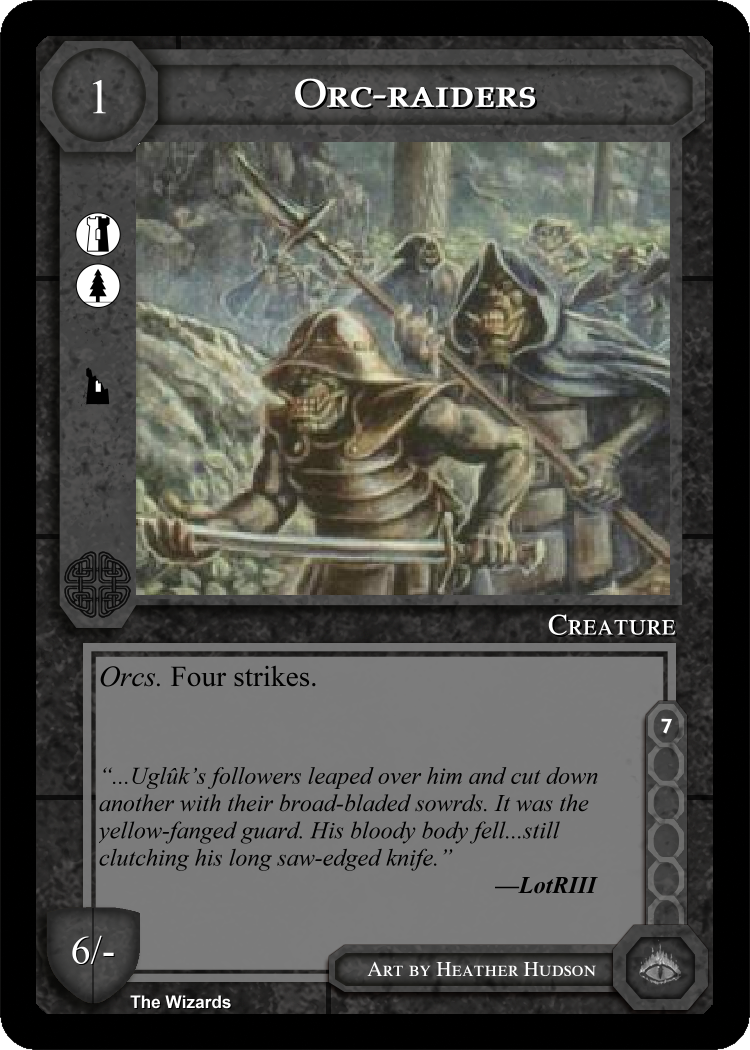 1
Orc-raiders
Creature
Orcs. Four strikes.
7
“...Uglûk’s followers leaped over him and cut down
another with their broad-bladed sowrds. It was the
yellow-fanged guard. His bloody body fell...still
clutching his long saw-edged knife.”
—LotRIII
6/-
Art by Heather Hudson
The Wizards